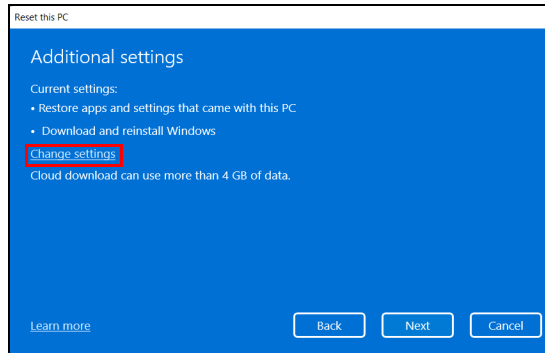 Reset this PC
Additional settings
Current settings:
• Restore apps and settings that came with this PC
• Download and reinstall Windows
Change settings
Cloud download can use more than 4 GB of data.
Learn more
Back
Next
Cancel